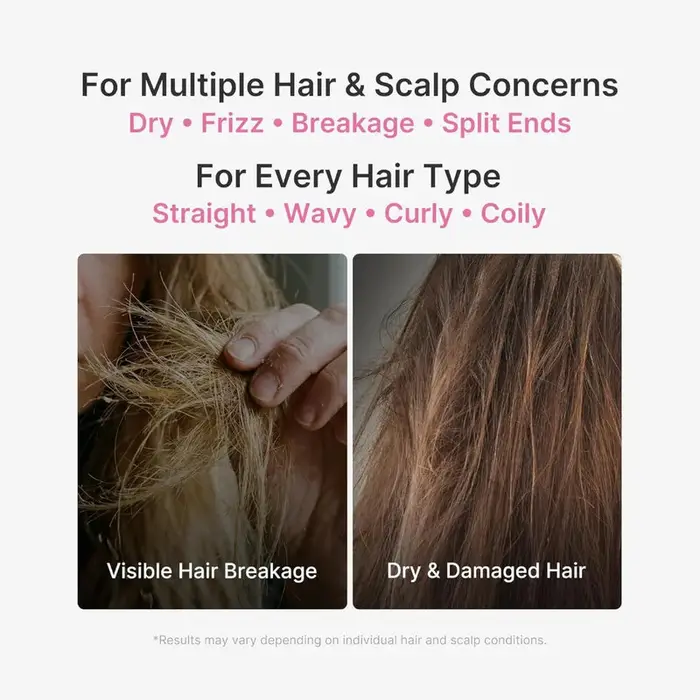 For Multiple Hair & Scalp Concerns
Dry • Frizz • Breakage • Split Ends
For Every Hair Type
Straight • Wavy • Curly • Coily
Visible Hair Breakage
Dry & Damaged Hair
*Results may vary depending on individual hair and scalp conditions.